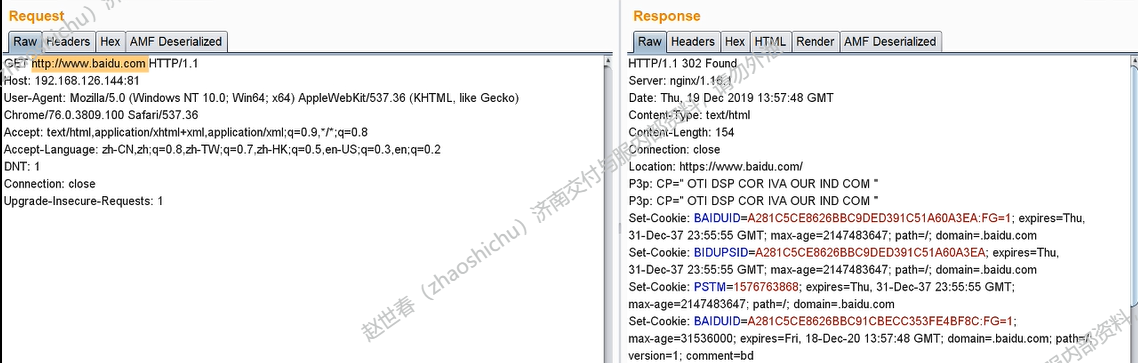 Request
Raw Headers Hex AMF Deserialized
GET http://www.baidu.com HTTP/1.1
Host: 192.168.126.144:81
User-Agent: Mozilla/5.0 (Windows NT 10.0; Win64; x64) AppleWebKit/537.36 (KHTML, like Gecko)
Chrome/76.0.3809.100 Safari/537.36
Accept: text/html,application/xhtml+xml,application/xml;q=0.9,*/*;q=0.8
Accept-Language: zh-CN,zh;q=0.8,zh-TW;q=0.7,zh-HK;q=0.5,en-US;q=0.3,en;q=0.2
DNT: 1
Connection: close
Upgrade-Insecure-Requests: 1
Response
Raw Headers Hex HTML Render AMF Deserialized
HTTP/1.1 302 Found
Server: nginx/1.16.1
Date: Thu, 19 Dec 2019 13:57:48 GMT
Content-Type: text/html
Content-Length: 154
Connection: close
Location: https://www.baidu.com/
P3p: CP=" OTI DSP COR IVA OUR IND COM "
P3p: CP=" OTI DSP COR IVA OUR IND COM "
Set-Cookie: BAIDUID=A281C5CE8626BBC9DED391C51A60A3EA:FG=1; expires=Thu,
31-Dec-37 23:55:55 GMT; max-age=2147483647; path=/; domain=.baidu.com
Set-Cookie: BIDUPSID=A281C5CE8626BBC9DED391C51A60A3EA; expires=Thu,
31-Dec-37 23:55:55 GMT; max-age=2147483647; path=/; domain=.baidu.com
Set-Cookie: PSTM=1576763868; expires=Thu, 31-Dec-37 23:55:55 GMT;
max-age=2147483647; path=/; domain=.baidu.com
Set-Cookie: BAIDUID=A281C5CE8626BBC91CBECC353FE4BF8C:FG=1;
max-age=31536000; expires=Fri, 18-Dec-20 13:57:48 GMT; domain=.baidu.com; path=/
version=1; comment=bd
赵世春（zhaoshichu）济南交付与服内部资料，请勿外